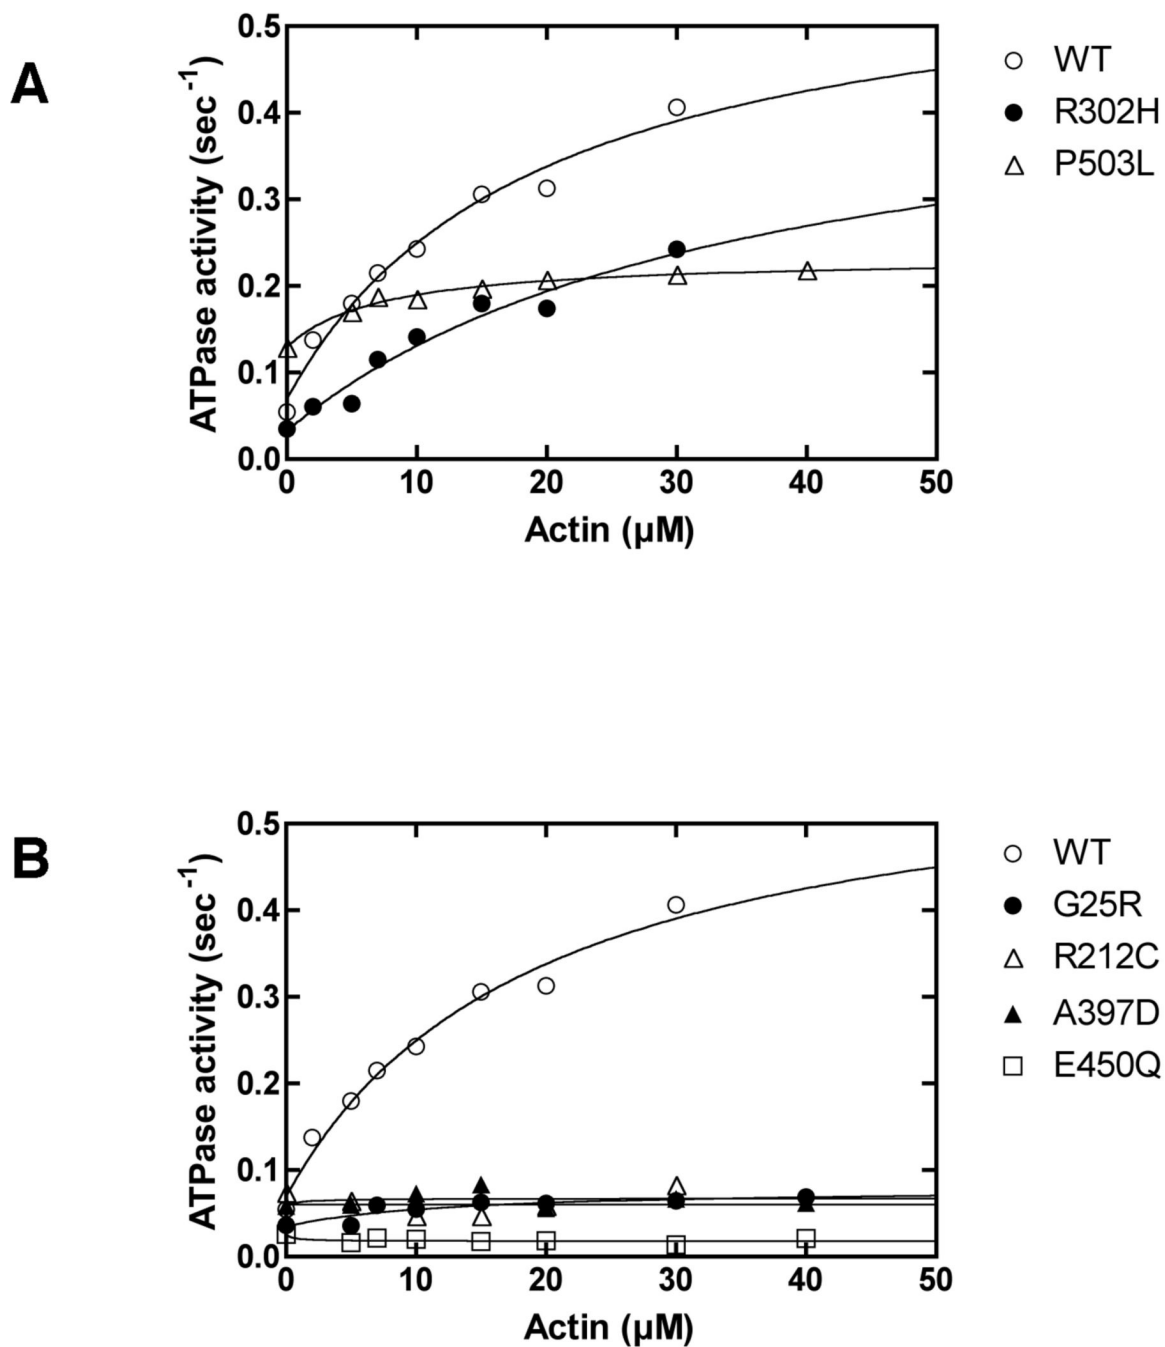 A
ATPase activity (sec⁻¹)
0.5
0.4
0.3
0.2
0.1
0.0
0 10 20 30 40 50
Actin (μM)
WT
R302H
P503L
B
ATPase activity (sec⁻¹)
0.5
0.4
0.3
0.2
0.1
0.0
0 10 20 30 40 50
Actin (μM)
WT
G25R
R212C
A397D
E450Q